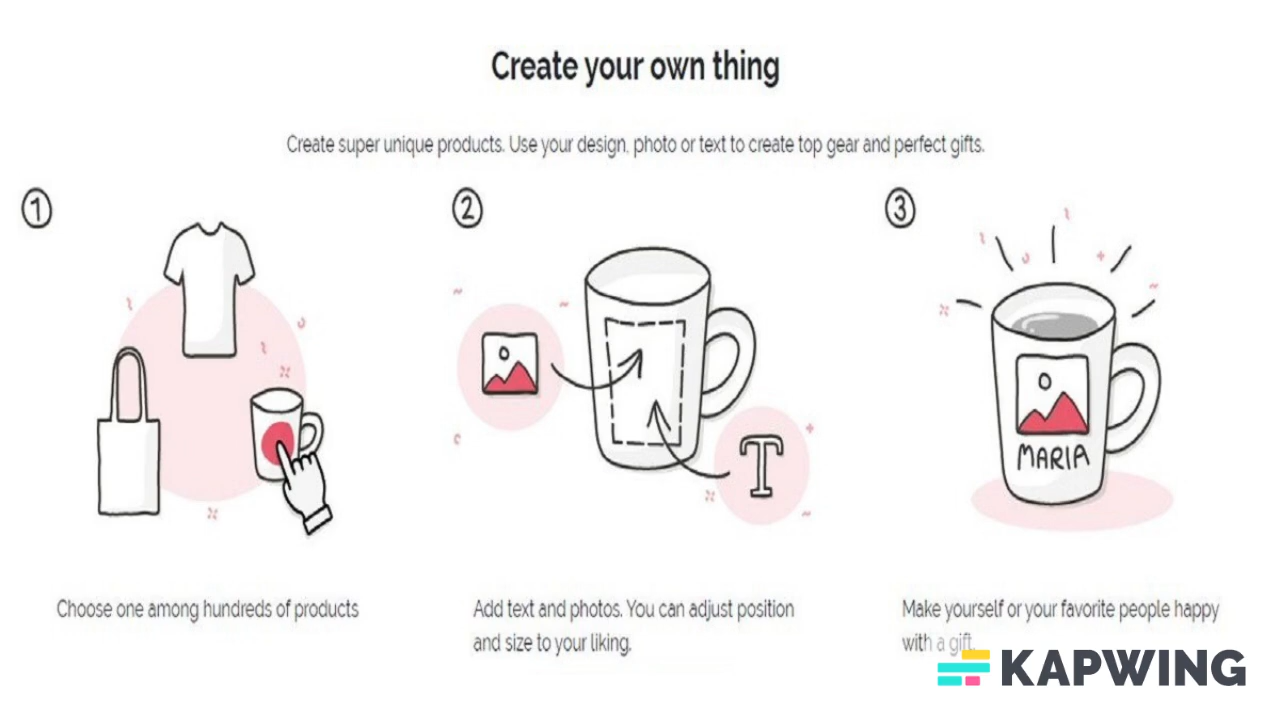 Create your own thing
Create super unique products. Use your design, photo or text to create top gear and perfect gifts.
1
2
3
T
MARIA
Choose one among hundreds of products
Add text and photos. You can adjust position
and size to your liking.
Make yourself or your favorite people happy
with a gift.
KAPWING